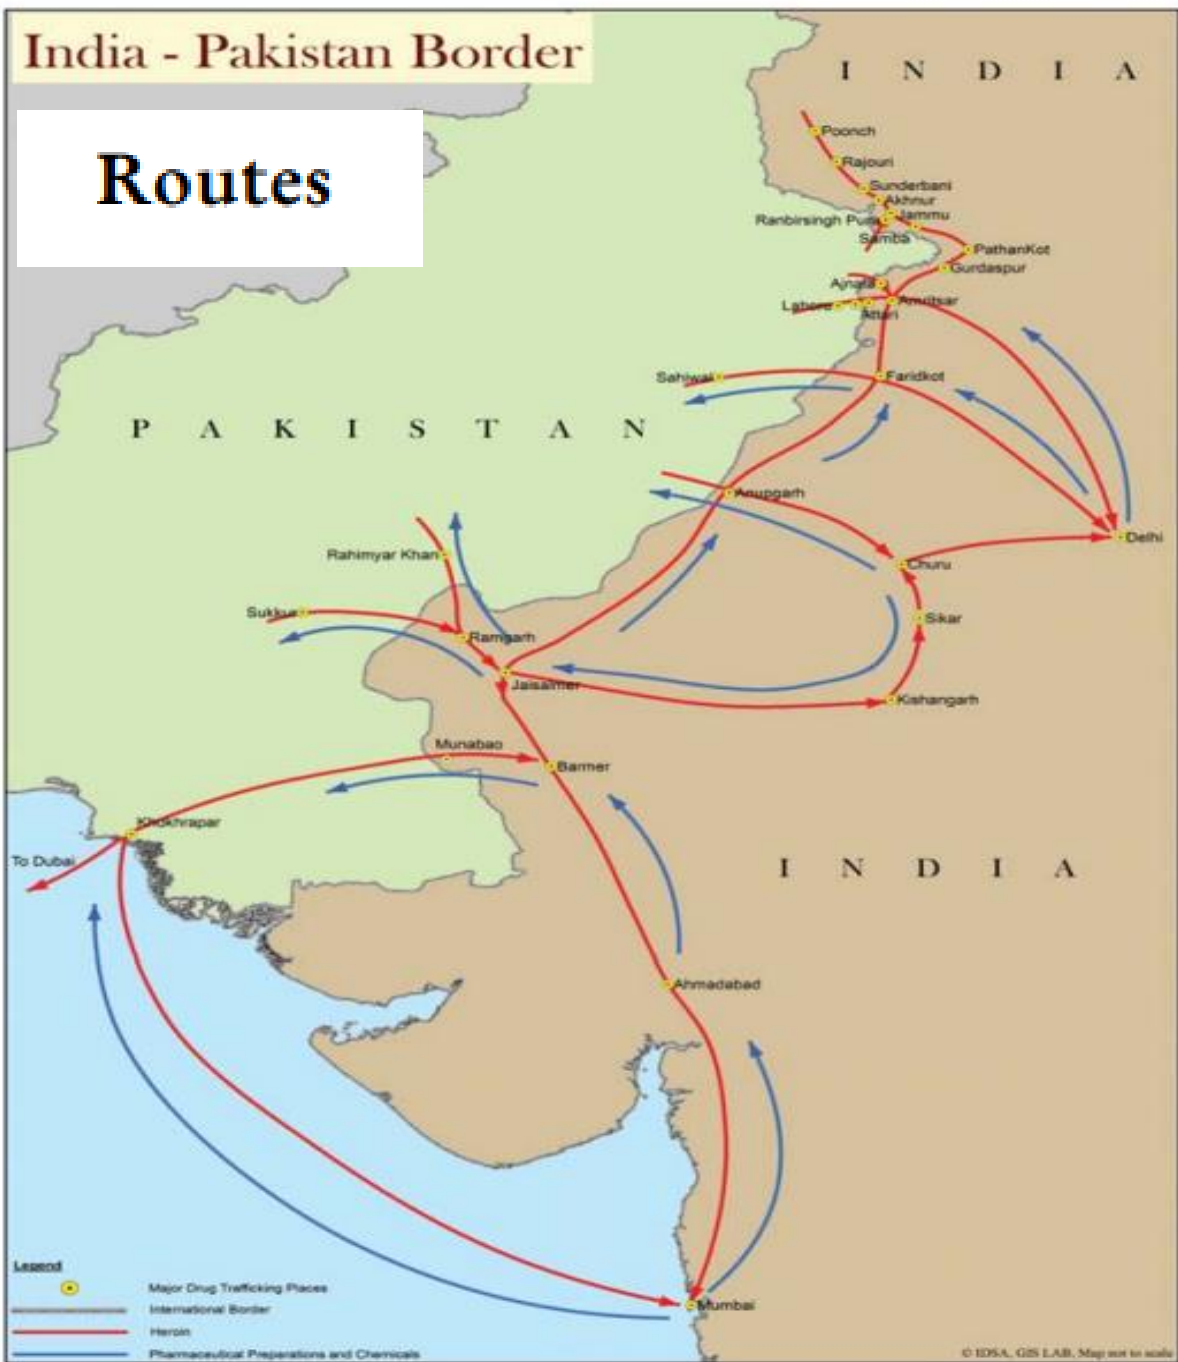 India - Pakistan Border
Routes
I N D I A
Poonch
Rajouri
Sunderbani
Akhnur
Jammu
Ranbirsingh Pura
Samba
PathanKot
Gurdaspur
Ajnala
Lahore
Amritsar
Attari
Sahiwal
Faridkot
P A K I S T A N
Anupgarh
Delhi
Rahimyar Khan
Churu
Sukkur
Sikar
Ramgarh
Jaisalmer
Kishangarh
Munabao
Barmer
Khokhrapar
To Dubai
I N D I A
Ahmadabad
Legend
Major Drug Trafficking Places
Mumbai
International Border
Heroin
Pharmaceutical Preparations and Chemicals
© IDSA, GIS LAB, Map not to scale